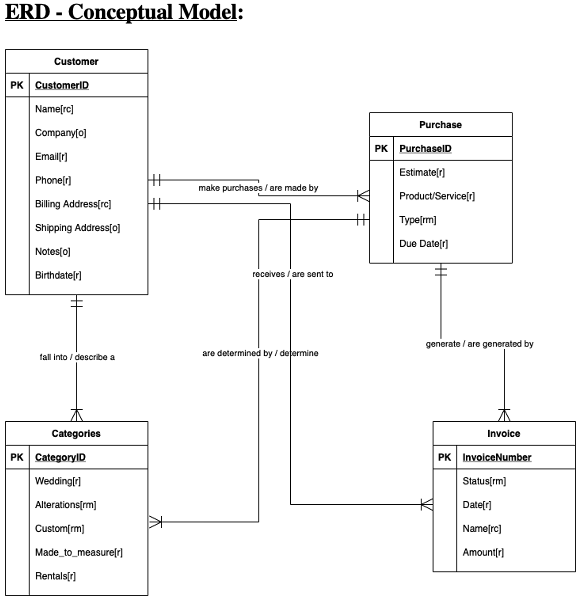 ERD - Conceptual Model:
Customer
PK CustomerID
Name[rc]
Company[o]
Email[r]
Phone[r]
Billing Address[rc]
Shipping Address[o]
Notes[o]
Birthdate[r]
Purchase
PK PurchaseID
Estimate[r]
Product/Service[r]
Type[rm]
Due Date[r]
make purchases / are made by
receives / are sent to
generate / are generated by
are determined by / determine
fall into / describe a
Categories
PK CategoryID
Wedding[r]
Alterations[rm]
Custom[rm]
Made_to_measure[r]
Rentals[r]
Invoice
PK InvoiceNumber
Status[rm]
Date[r]
Name[rc]
Amount[r]